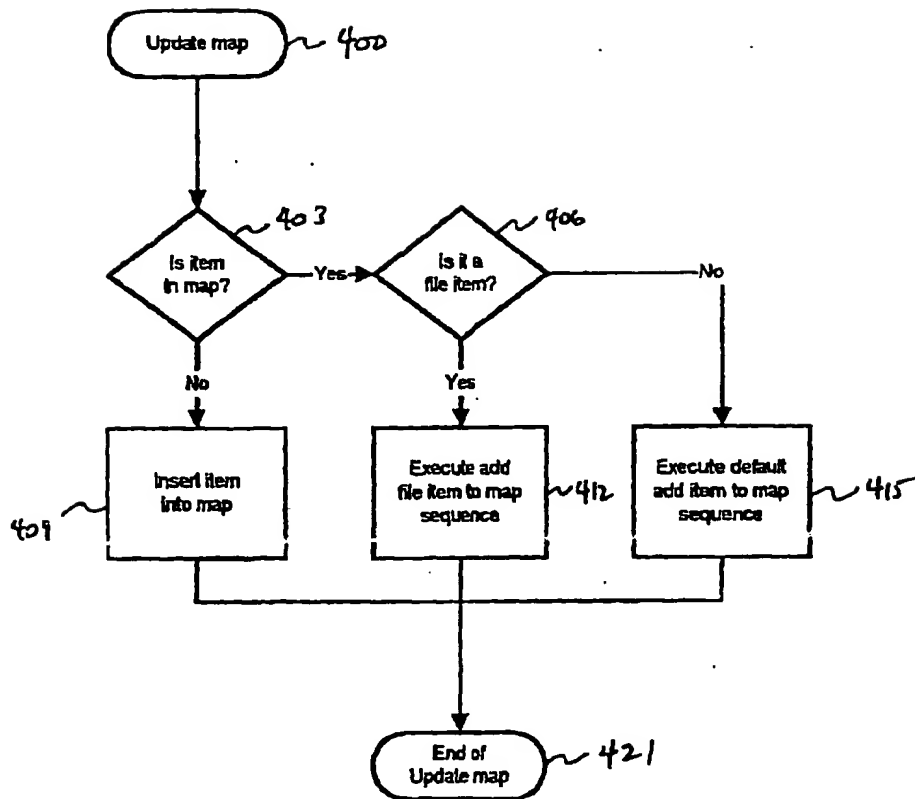 Update map
400
403
406
Is item
in map?
Yes
Is it a
file item?
No
No
Yes
Insert item
into map
Execute add
file item to map
sequence
Execute default
add item to map
sequence
409
412
415
End of
Update map
421